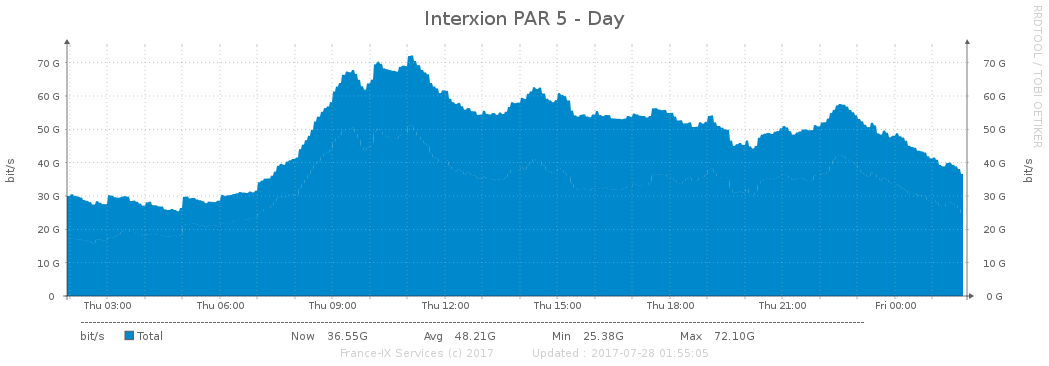 Interxion PAR 5 - Day
RRDTOOL / TOBI OETIKER
70 G 70 G
60 G 60 G
50 G 50 G
40 G 40 G
30 G 30 G
20 G 20 G
10 G 10 G
0 0 G
bit/s bit/s
Thu 03:00 Thu 06:00 Thu 09:00 Thu 12:00 Thu 15:00 Thu 18:00 Thu 21:00 Fri 00:00
bit/s Total Now 36.55G Avg 48.21G Min 25.38G Max 72.10G
France-IX Services (c) 2017 Updated : 2017-07-28 01:55:05